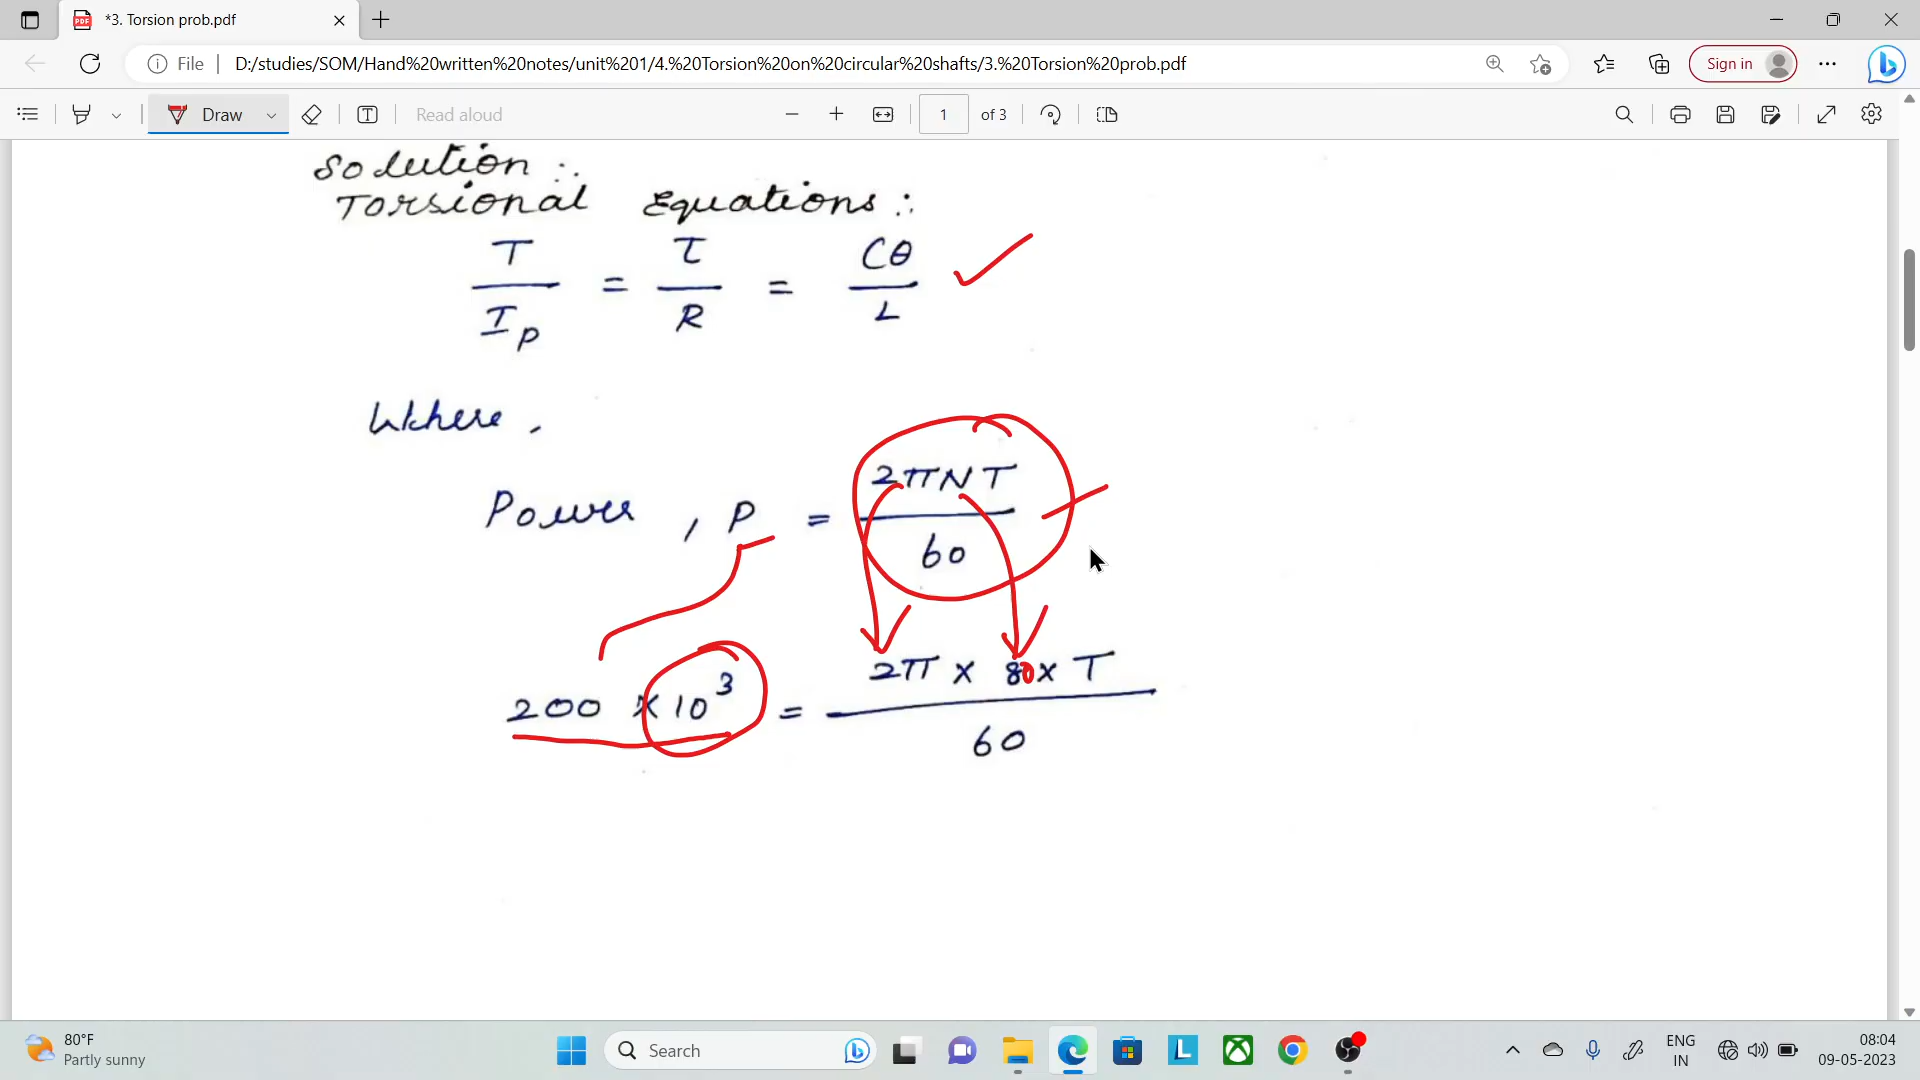 *3. Torsion prob.pdf
File | D:/studies/SOM/Hand%20written%20notes/unit%201/4.%20Torsion%20on%20circular%20shafts/3.%20Torsion%20prob.pdf
Sign in
Draw
Read aloud
1 of 3
Solution :.
Torsional Equations :.
T/I_P = τ/R = Cθ/L
Where ,
Power , P = 2πNT/60
200 × 10³ = 2π × 80 × T/60
80°F
Partly sunny
Search
ENG
IN
08:04
09-05-2023